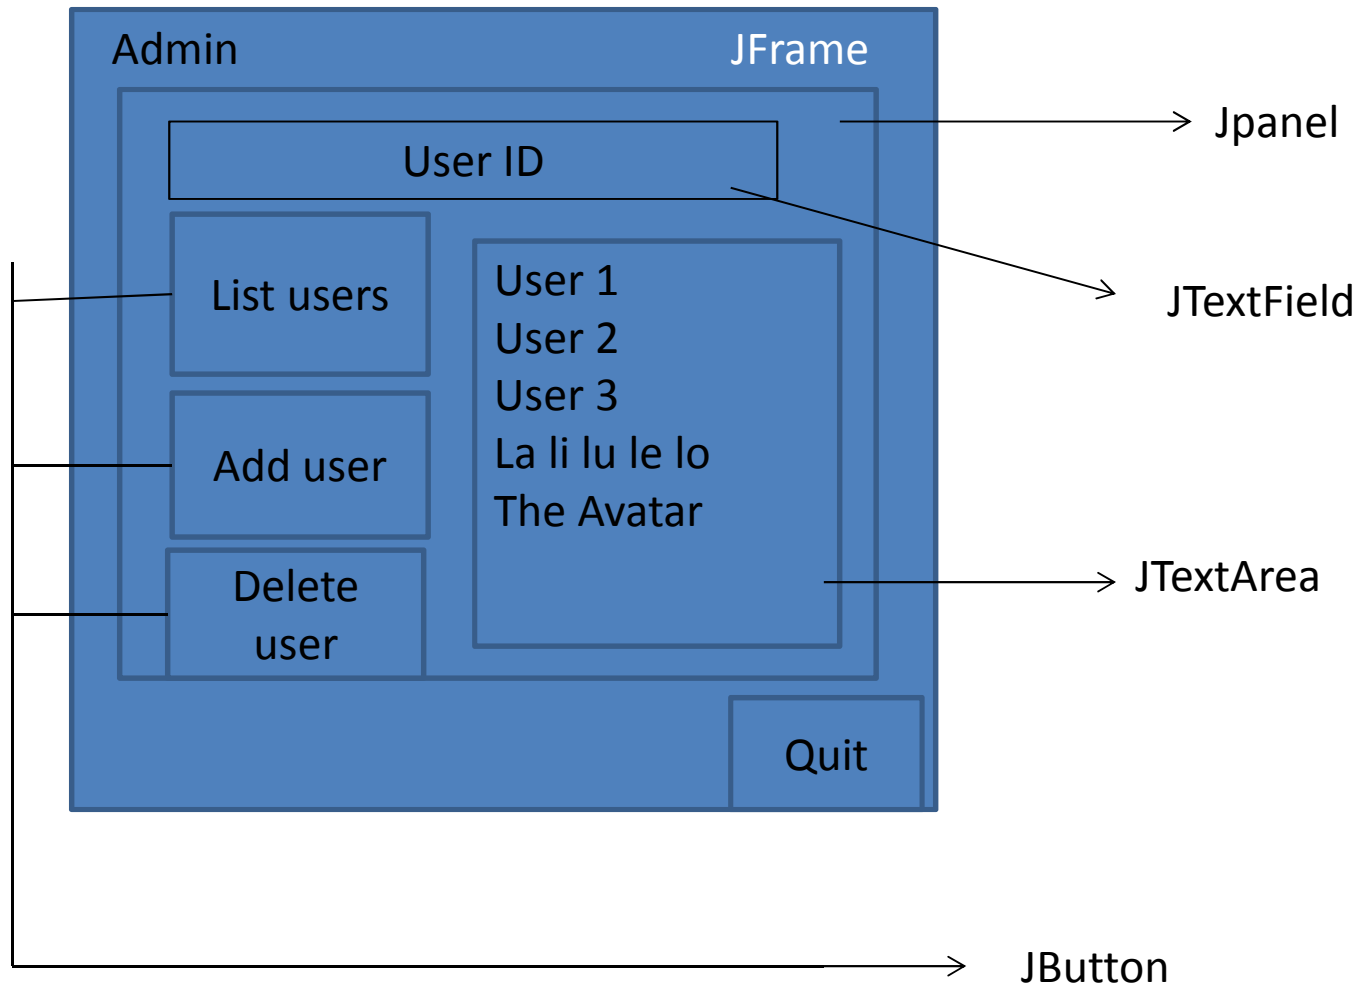 Admin
JFrame
Jpanel
User ID
JTextField
List users
Add user
Delete
user
User 1
User 2
User 3
La li lu le lo
The Avatar
JTextArea
Quit
JButton